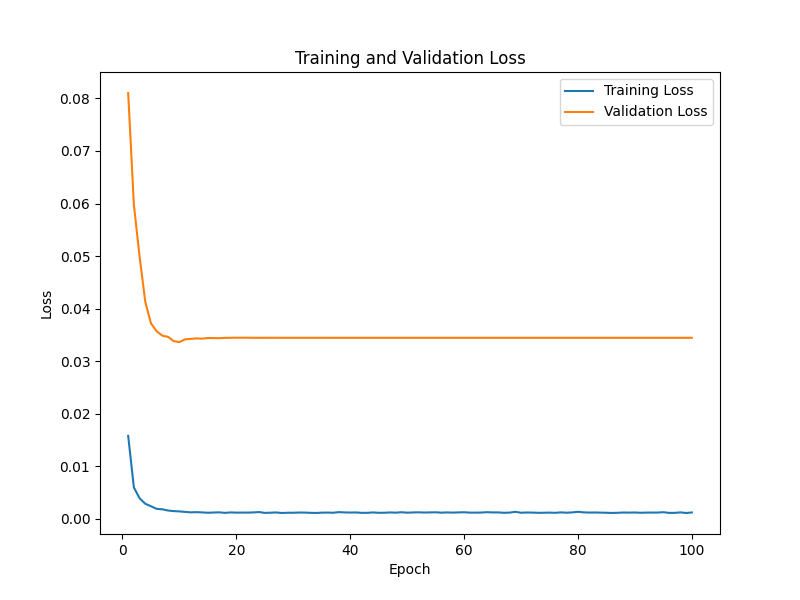 Training and Validation Loss
Training Loss
Validation Loss
0.08
0.07
0.06
0.05
0.04
0.03
0.02
0.01
0.00
Loss
0 20 40 60 80 100
Epoch